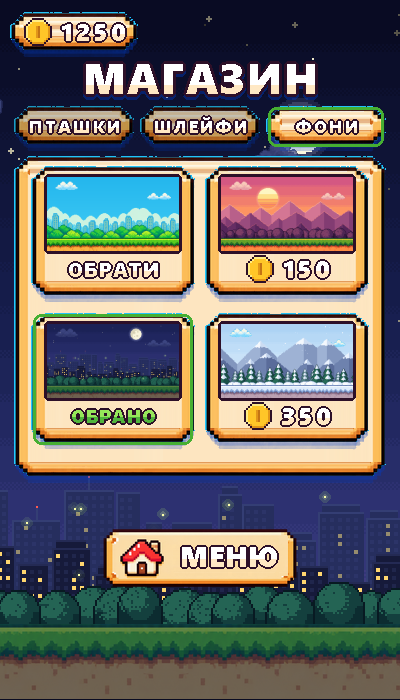 1250
МАГАЗИН
ПТАШКИ ШЛЕЙФИ ФОНИ
ОБРАТИ 150
ОБРАНО 350
МЕНЮ